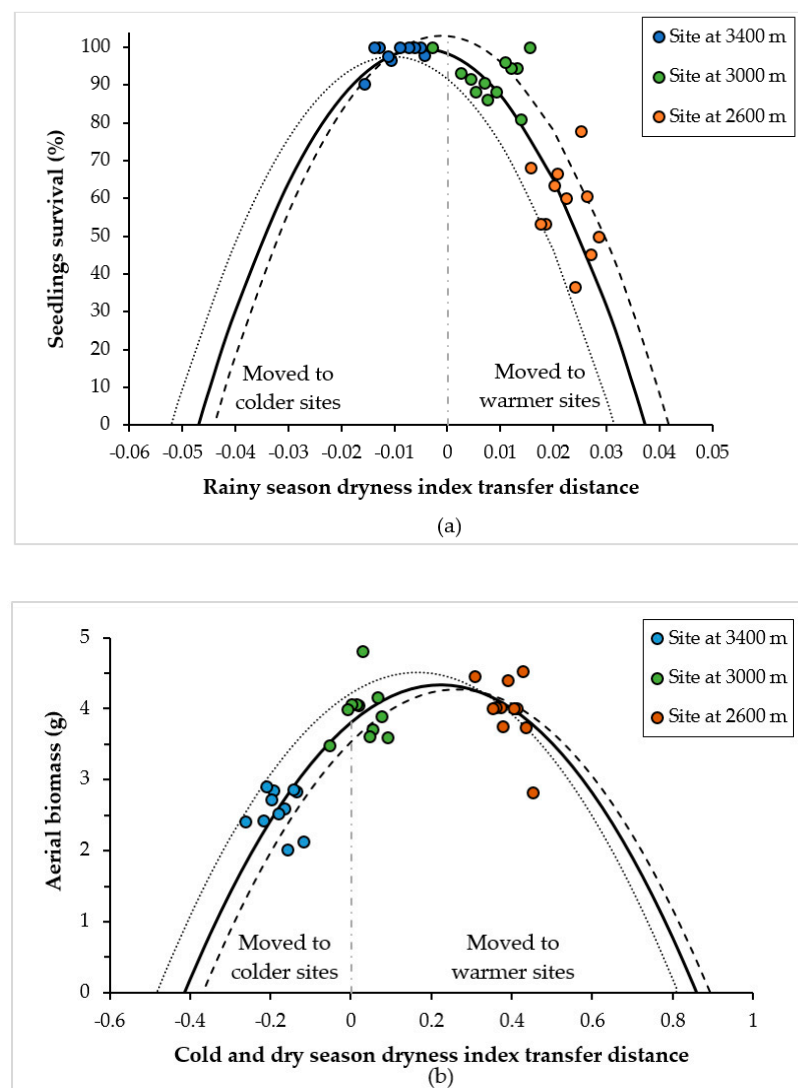 100
90
80
70
60
50
40
30
20
10
0
Seedlings survival (%)
Site at 3400 m
Site at 3000 m
Site at 2600 m
Moved to
colder sites
Moved to
warmer sites
-0.06 -0.05 -0.04 -0.03 -0.02 -0.01 0 0.01 0.02 0.03 0.04 0.05
Rainy season dryness index transfer distance
(a)
5
4
3
2
1
0
Aerial biomass (g)
Site at 3400 m
Site at 3000 m
Site at 2600 m
Moved to
colder sites
Moved to
warmer sites
-0.6 -0.4 -0.2 0 0.2 0.4 0.6 0.8 1
Cold and dry season dryness index transfer distance
(b)